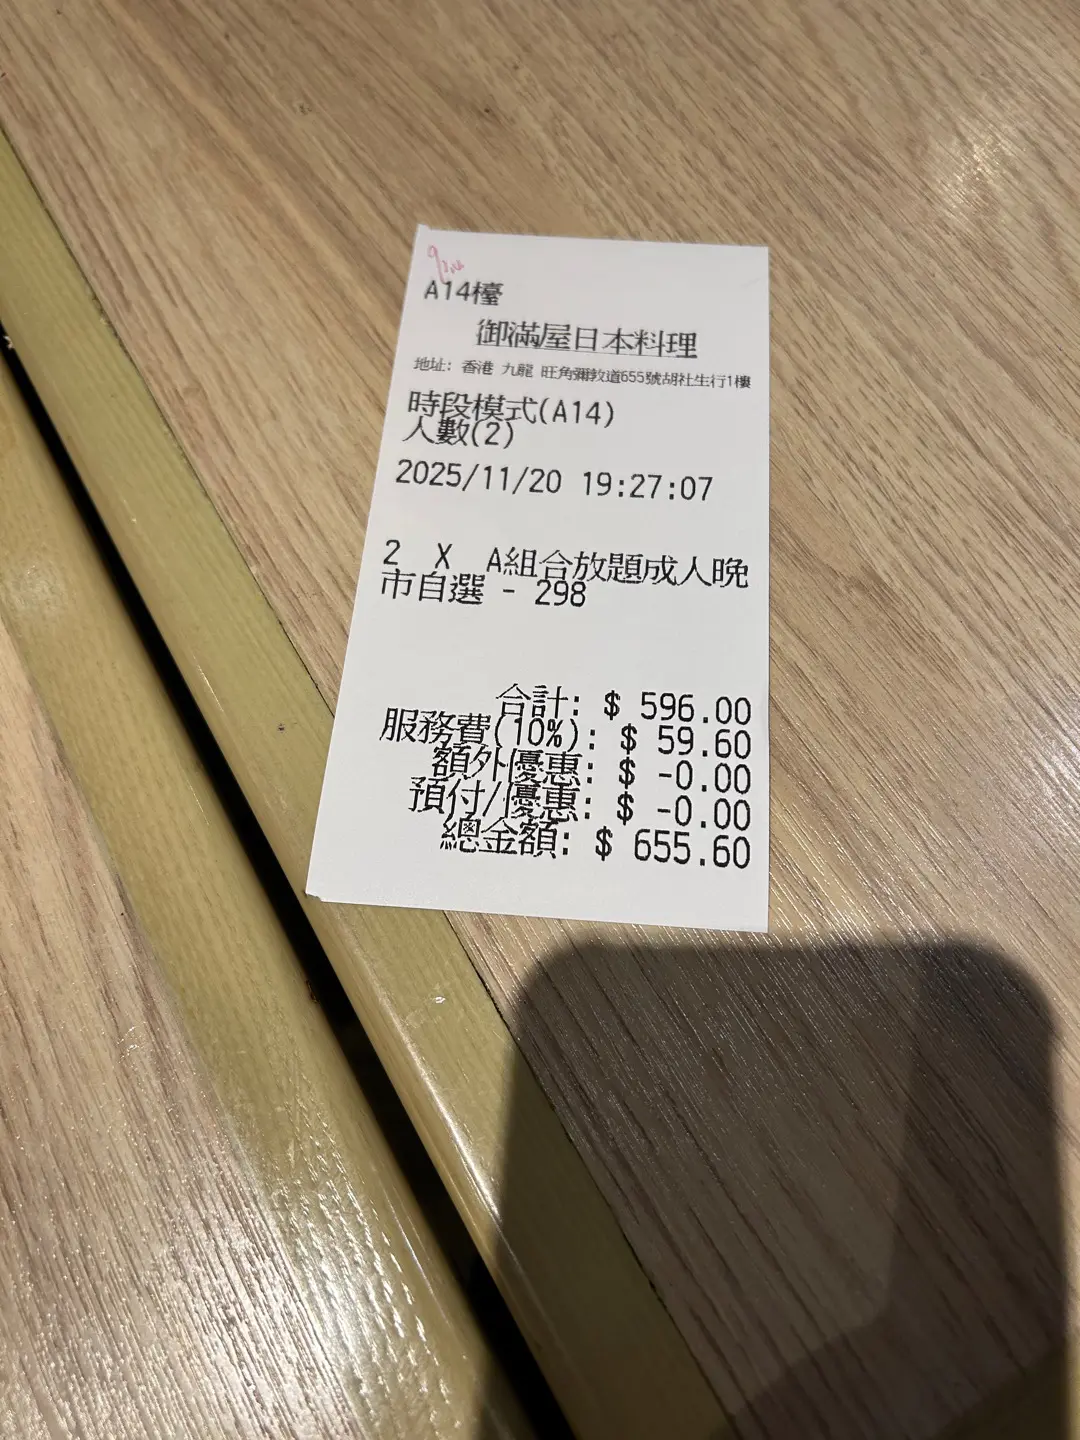 A14檯
御滿屋日本料理
地址: 香港 九龍 旺角彌敦道655號胡社生行1樓
時段模式(A14)
人數(2)
2025/11/20 19:27:07
2 X A組合放題成人晚
市自選 - 298
合計: $ 596.00
服務費(10%): $ 59.60
額外優惠: $ -0.00
預付/優惠: $ -0.00
總金額: $ 655.60